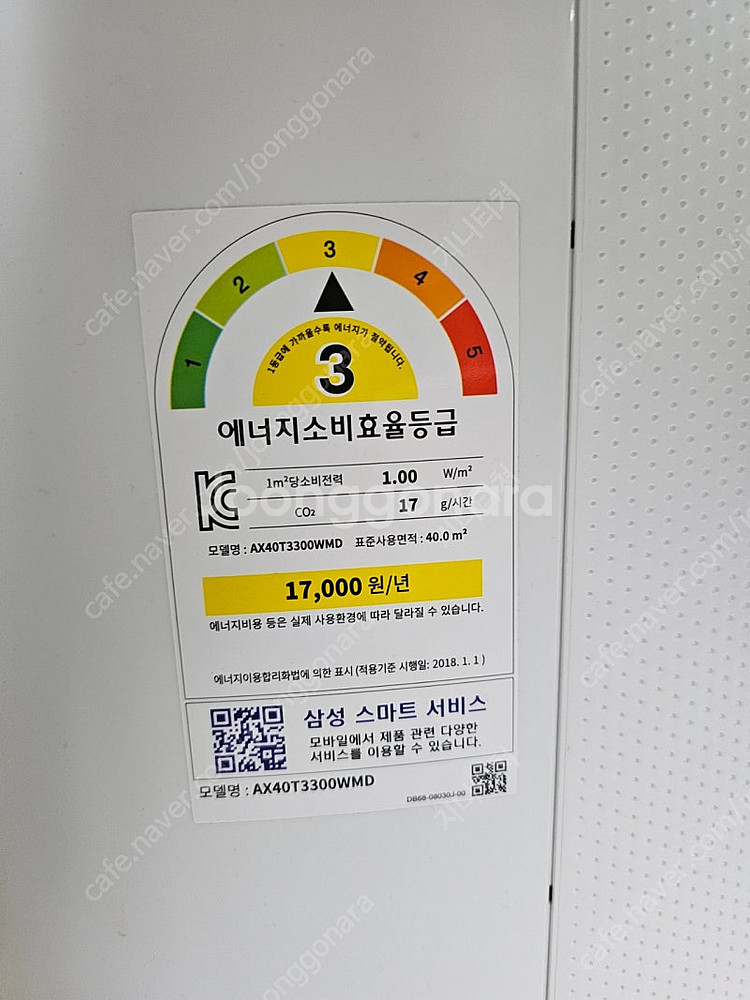 1
2
3
4
5
1등급에 가까울수록 에너지가 절약됩니다.
3
에너지소비효율등급
1m²당소비전력 1.00 W/m²
CO₂ 17 g/시간
모델명 : AX40T3300WMD 표준사용면적 : 40.0 m²
17,000 원/년
에너지비용 등은 실제 사용환경에 따라 달라질 수 있습니다.
에너지이용합리화법에 의한 표시 (적용기준 시행일: 2018. 1. 1 )
삼성 스마트 서비스
모바일에서 제품 관련 다양한
서비스를 이용할 수 있습니다.
모델명 : AX40T3300WMD
DB68-08030J-00
joonggonara
cafe.naver.com/joonggonara